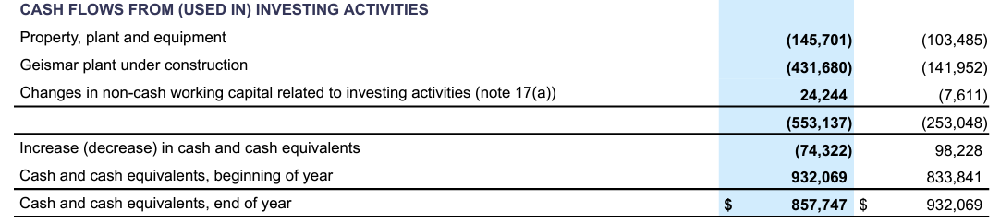 CASH FLOWS FROM (USED IN) INVESTING ACTIVITIES
Property, plant and equipment (145,701) (103,485)
Geismar plant under construction (431,680) (141,952)
Changes in non-cash working capital related to investing activities (note 17(a)) 24,244 (7,611)
(553,137) (253,048)
Increase (decrease) in cash and cash equivalents (74,322) 98,228
Cash and cash equivalents, beginning of year 932,069 833,841
Cash and cash equivalents, end of year $ 857,747 $ 932,069